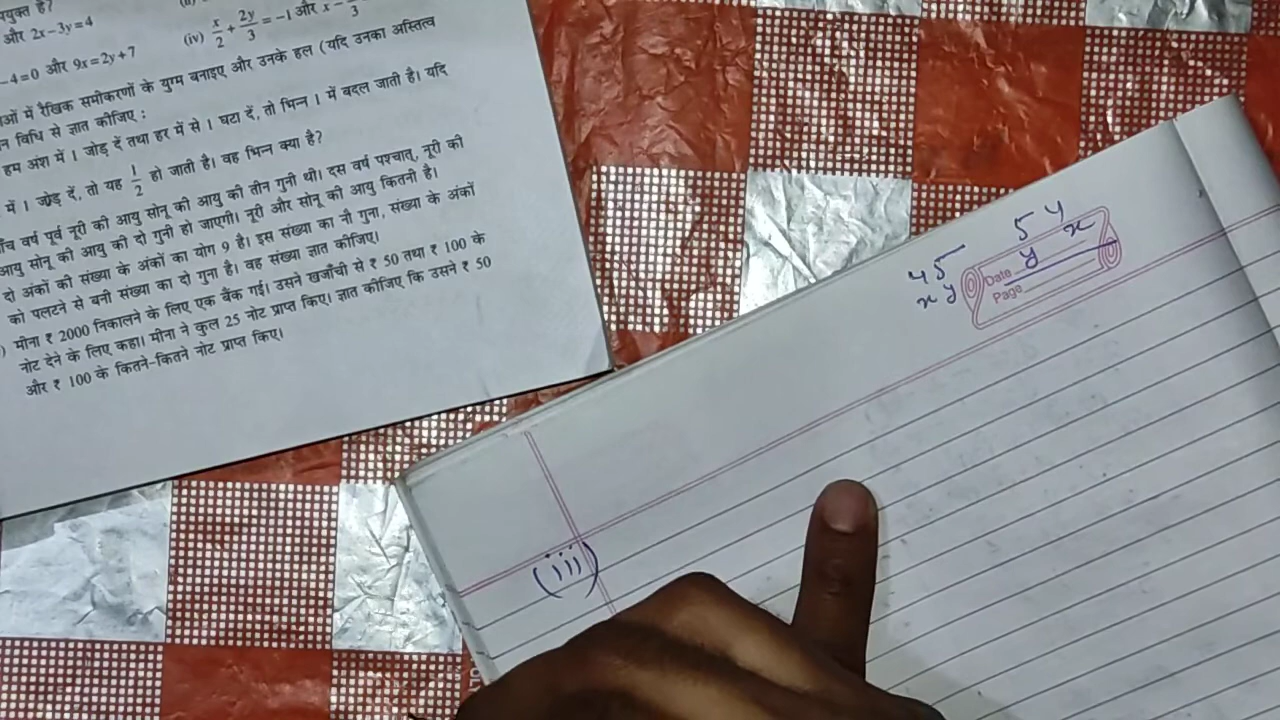 और 2x-3y=4
(iv) x/2 + 2y/3 = -1 और x - 3
-4=0 और 9x=2y+7
में रैखिक समीकरणों के युग्म बनाइए और उनके हल (यदि उनका अस्तित्व
विधि से ज्ञात कीजिए :
हम अंश में 1 जोड़ दें तथा हर में से 1 घटा दें, तो भिन्न 1 में बदल जाती है। यदि
में 1 जोड़ दें, तो यह 1/2 हो जाती है। वह भिन्न क्या है?
वर्ष पूर्व नूरी की आयु सोनू की आयु की तीन गुनी थी। दस वर्ष पश्चात्, नूरी की
आयु सोनू की आयु की दो गुनी हो जाएगी। नूरी और सोनू की आयु कितनी है।
दो अंकों की संख्या के अंकों का योग 9 है। इस संख्या का नौ गुना, संख्या के अंकों
को पलटने से बनी संख्या का दो गुना है। वह संख्या ज्ञात कीजिए।
) मीना ₹ 2000 निकालने के लिए एक बैंक गई। उसने खजाँची से ₹ 50 तथा ₹ 100 के
नोट देने के लिए कहा। मीना ने कुल 25 नोट प्राप्त किए। ज्ञात कीजिए कि उसने ₹ 50
और ₹ 100 के कितने-कितने नोट प्राप्त किए।
5 4
y x
4 5
x y
Date
Page
(iii)